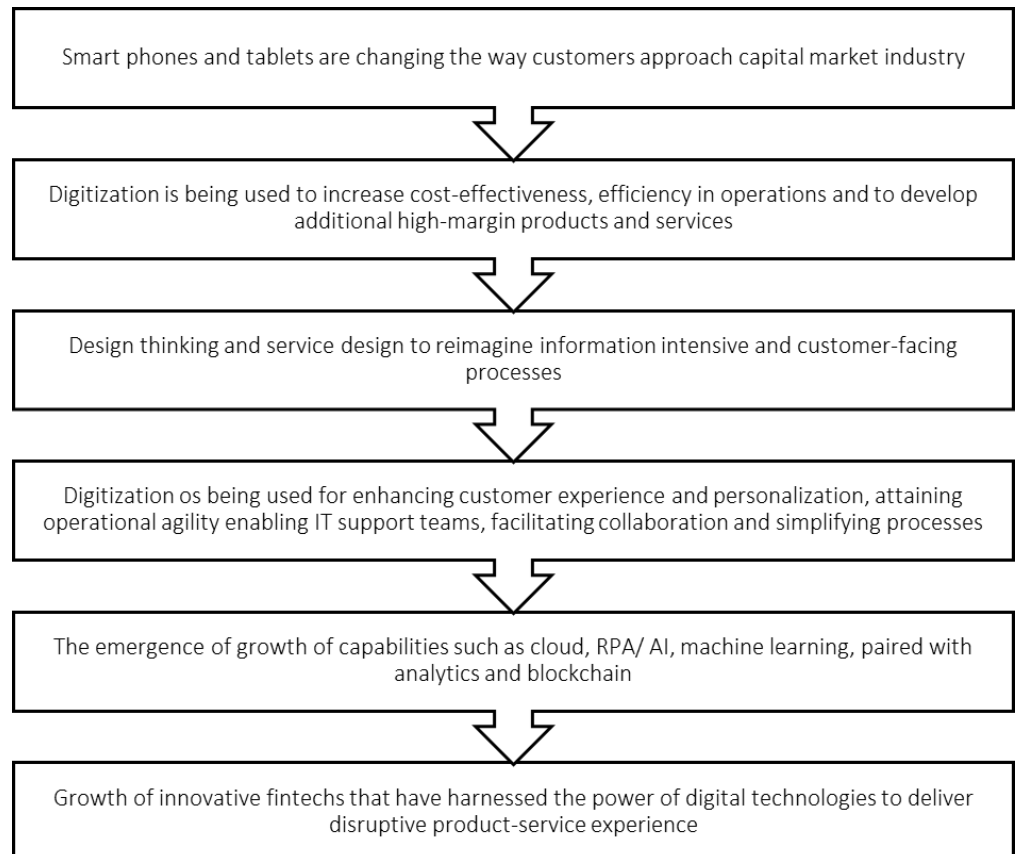 Smart phones and tablets are changing the way customers approach capital market industry
Digitization is being used to increase cost-effectiveness, efficiency in operations and to develop
additional high-margin products and services
Design thinking and service design to reimagine information intensive and customer-facing
processes
Digitization os being used for enhancing customer experience and personalization, attaining
operational agility enabling IT support teams, facilitating collaboration and simplifying processes
The emergence of growth of capabilities such as cloud, RPA/ AI, machine learning, paired with
analytics and blockchain
Growth of innovative fintechs that have harnessed the power of digital technologies to deliver
disruptive product-service experience